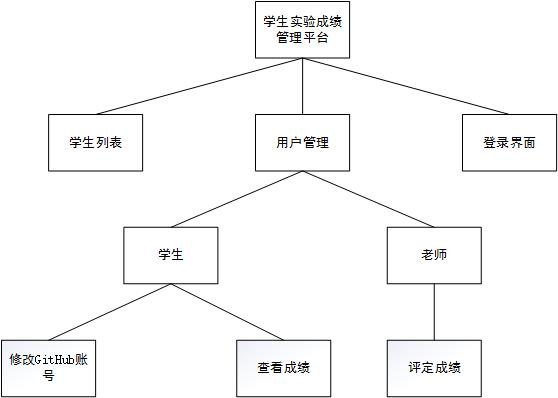 学生实验成绩
管理平台
学生列表
用户管理
登录界面
学生
老师
修改GitHub账
号
查看成绩
评定成绩